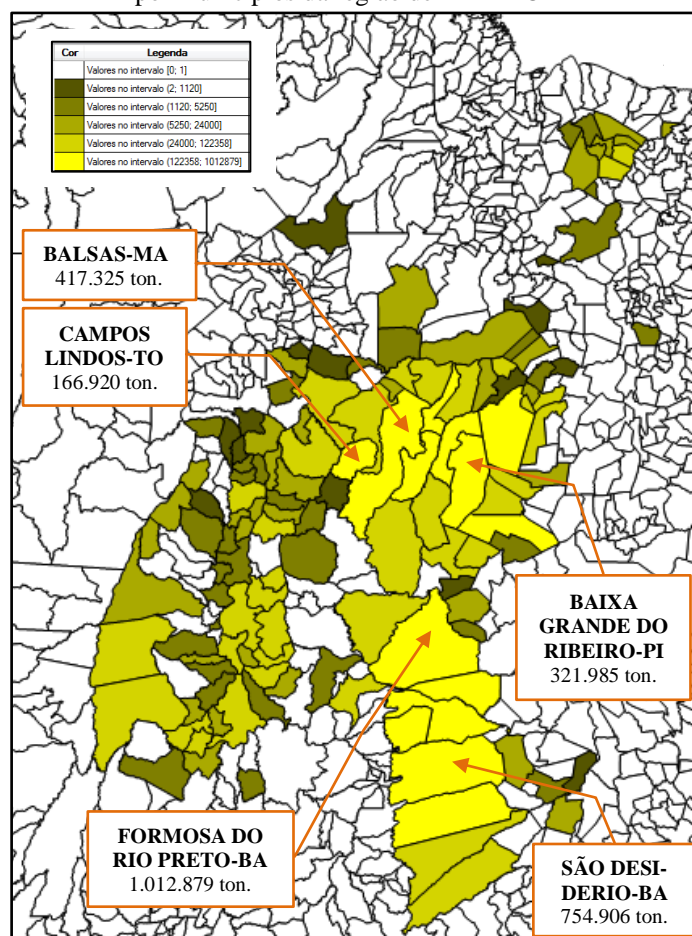 Cor Legenda
Valores no intervalo [0; 1]
Valores no intervalo (2; 1120]
Valores no intervalo (1120; 5250]
Valores no intervalo (5250; 24000]
Valores no intervalo (24000; 122358]
Valores no intervalo (122358; 1012879]
BALSAS-MA
417.325 ton.
CAMPOS
LINDOS-TO
166.920 ton.
BAIXA
GRANDE DO
RIBEIRO-PI
321.985 ton.
FORMOSA DO
RIO PRETO-BA
1.012.879 ton.
SÃO DESI-
DERIO-BA
754.906 ton.